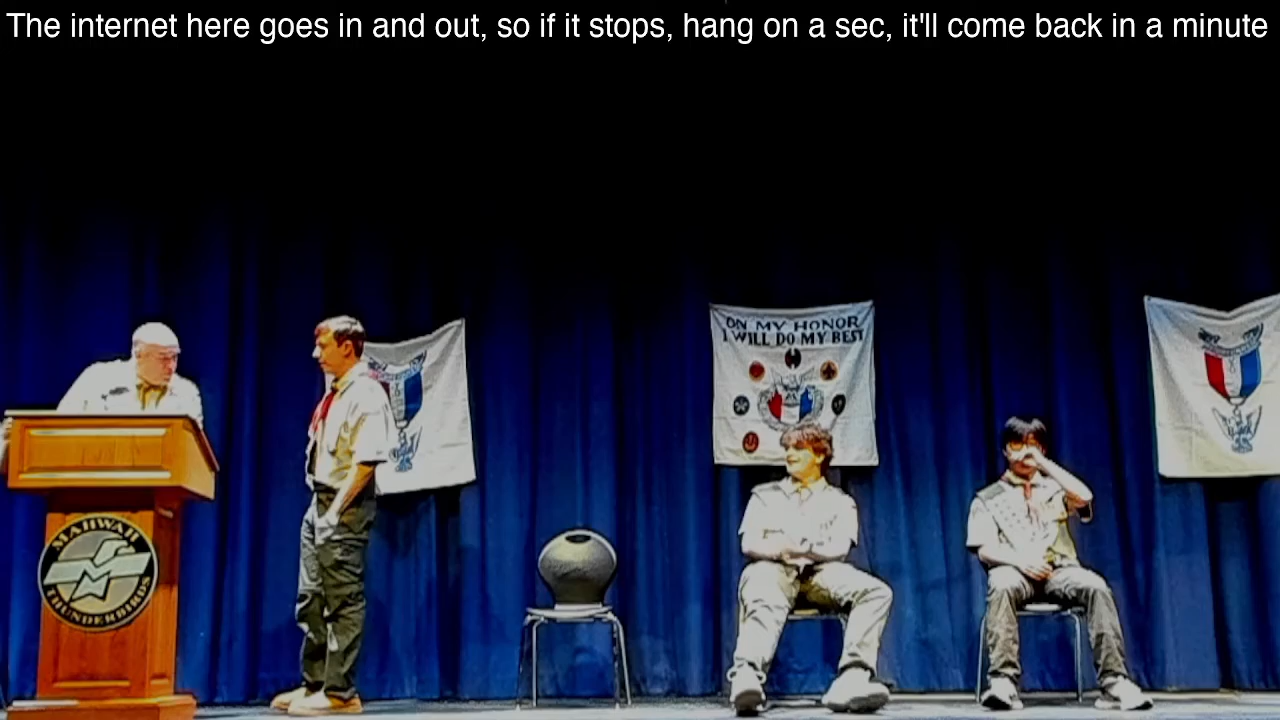 The internet here goes in and out, so if it stops, hang on a sec, it'll come back in a minute
ON MY HONOR
I WILL DO MY BEST
MAHWAH
THUNDERBIRDS